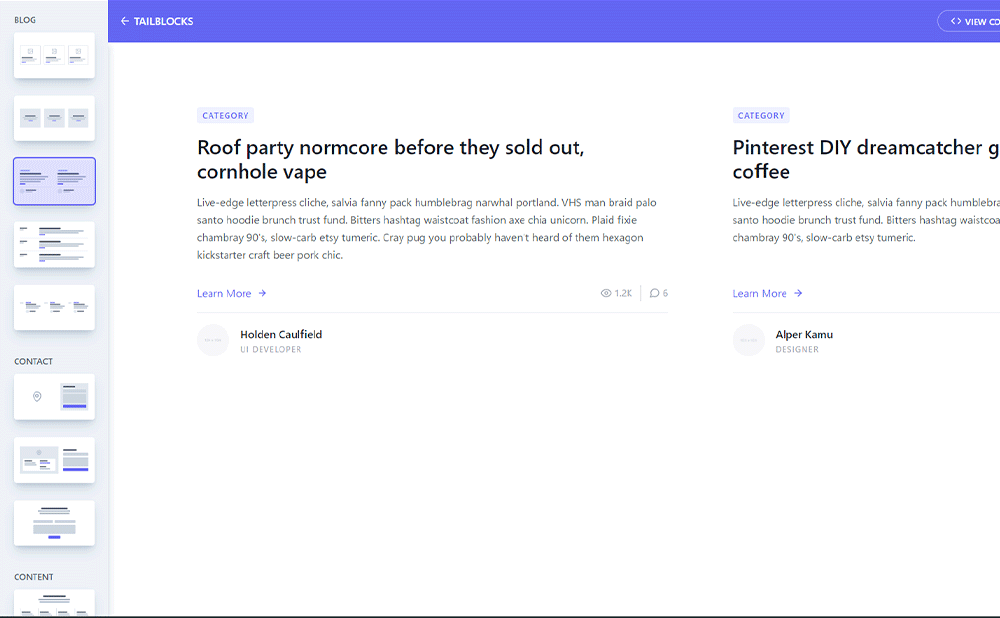 BLOG
CONTACT
CONTENT
← TAILBLOCKS
<> VIEW CO
CATEGORY
Roof party normcore before they sold out,
cornhole vape
Live-edge letterpress cliche, salvia fanny pack humblebrag narwhal portland. VHS man braid palo
santo hoodie brunch trust fund. Bitters hashtag waistcoat fashion axe chia unicorn. Plaid fixie
chambray 90's, slow-carb etsy tumeric. Cray pug you probably haven't heard of them hexagon
kickstarter craft beer pork chic.
Learn More →
1.2K
6
Holden Caulfield
UI DEVELOPER
CATEGORY
Pinterest DIY dreamcatcher g
coffee
Live-edge letterpress cliche, salvia fanny pack humblebra
santo hoodie brunch trust fund. Bitters hashtag waistcoa
chambray 90's, slow-carb etsy tumeric.
Learn More →
Alper Kamu
DESIGNER